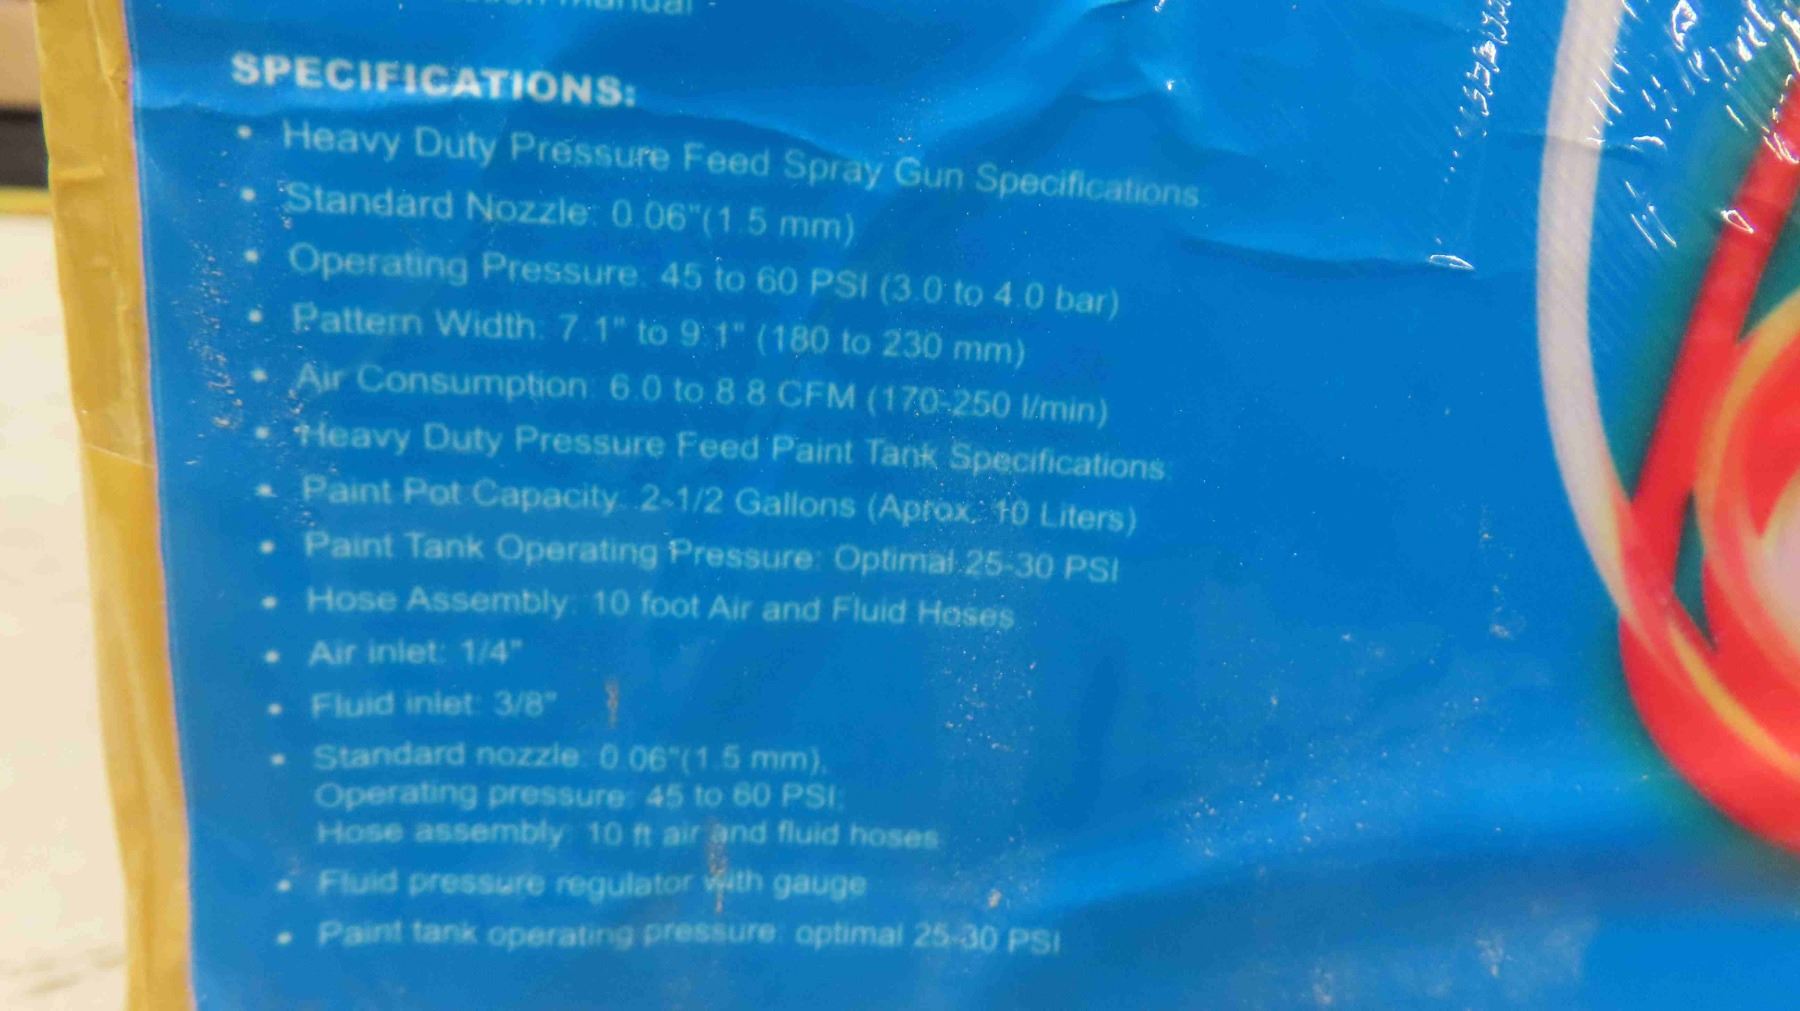 Manual
SPECIFICATIONS:
• Heavy Duty Pressure Feed Spray Gun Specifications:
• Standard Nozzle: 0.06"(1.5 mm)
• Operating Pressure: 45 to 60 PSI (3.0 to 4.0 bar)
• Pattern Width: 7.1" to 9.1" (180 to 230 mm)
• Air Consumption: 6.0 to 8.8 CFM (170-250 l/min)
• Heavy Duty Pressure Feed Paint Tank Specifications:
• Paint Pot Capacity: 2-1/2 Gallons (Aprox. 10 Liters)
• Paint Tank Operating Pressure: Optimal 25-30 PSI
• Hose Assembly: 10 foot Air and Fluid Hoses
• Air inlet: 1/4"
• Fluid inlet: 3/8"
• Standard nozzle: 0.06"(1.5 mm),
Operating pressure: 45 to 60 PSI;
Hose assembly: 10 ft air and fluid hoses
• Fluid pressure regulator with gauge
• Paint tank operating pressure: optimal 25-30 PSI